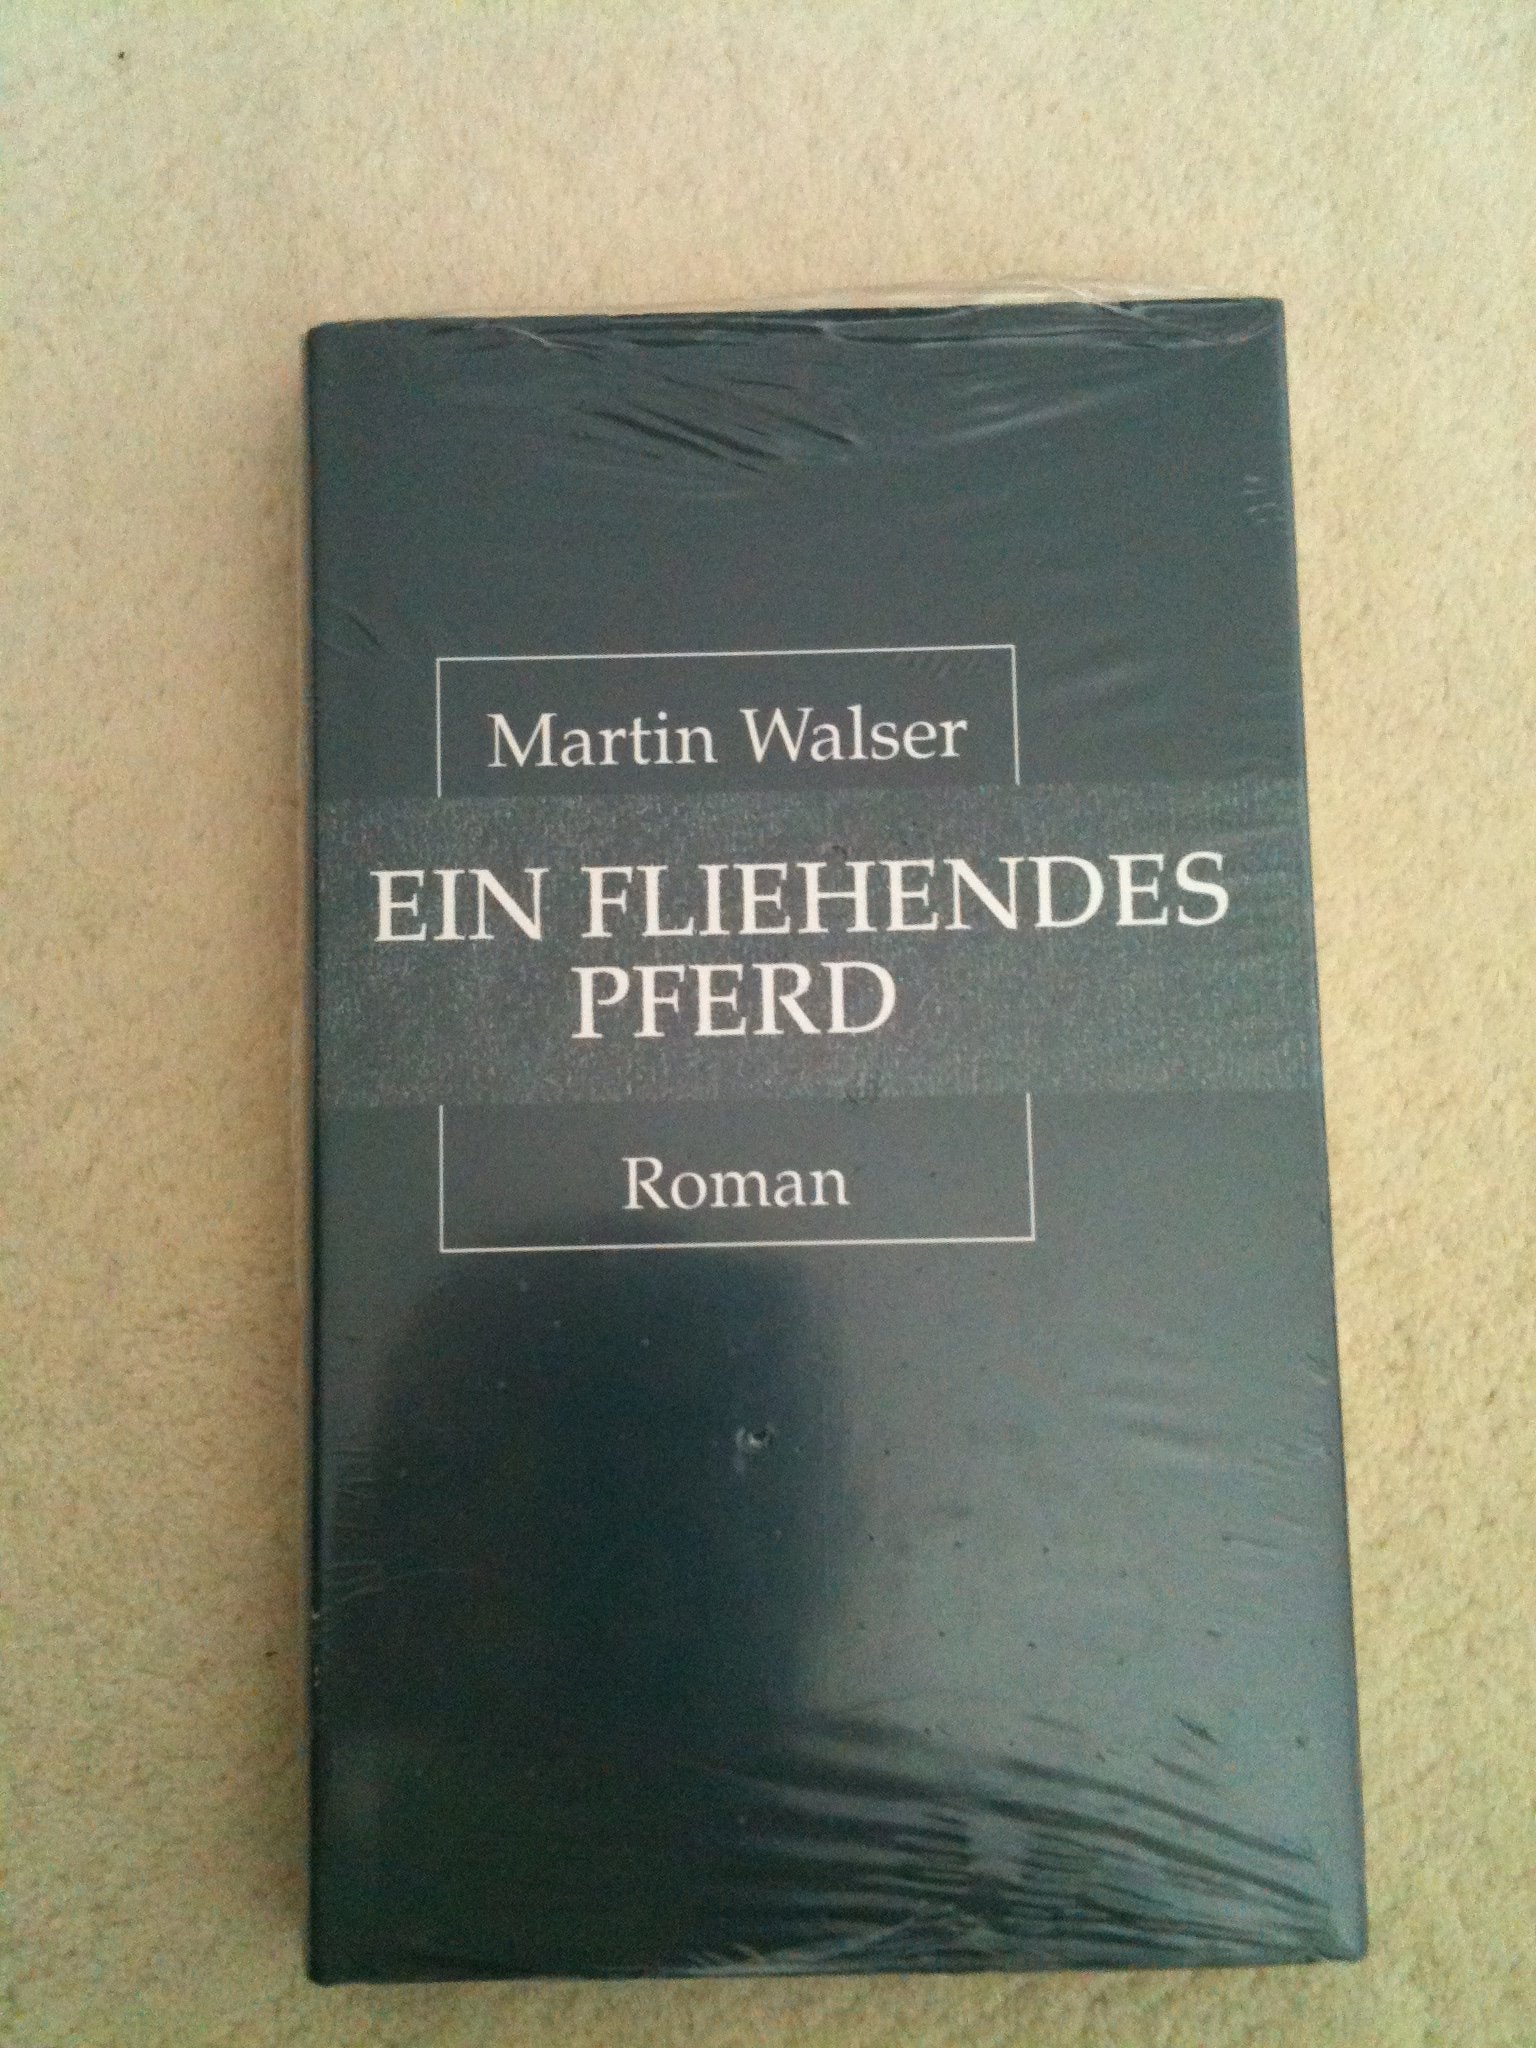 Martin Walser
EIN FLIEHENDES
PFERD
Roman